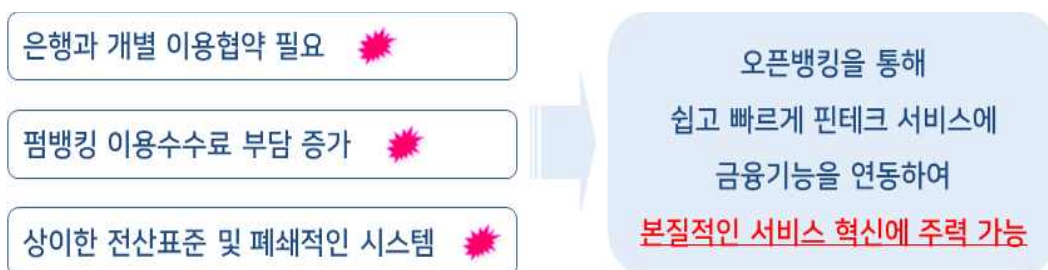 은행과 개별 이용협약 필요
펌뱅킹 이용수수료 부담 증가
상이한 전산표준 및 폐쇄적인 시스템
오픈뱅킹을 통해
쉽고 빠르게 핀테크 서비스에
금융기능을 연동하여
본질적인 서비스 혁신에 주력 가능